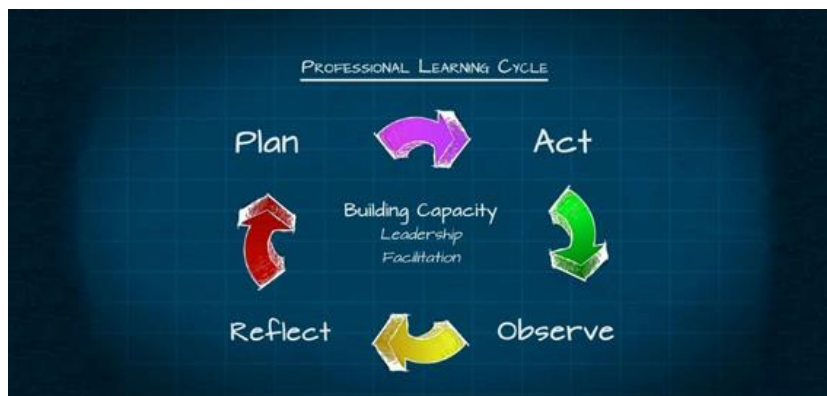 Professional Learning Cycle
Plan
Act
Building Capacity
Leadership
Facilitation
Reflect
Observe